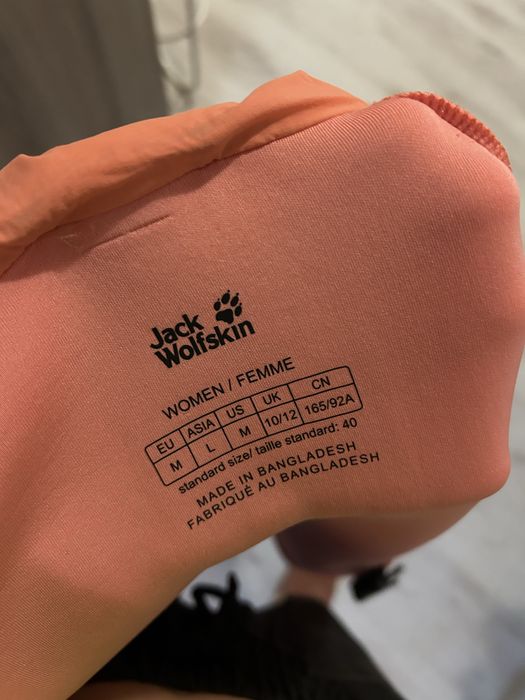 Jack
Wolfskin
WOMEN / FEMME
EU ASIA US UK CN
M L M 10/12 165/92A
standard size/ taille standard: 40
MADE IN BANGLADESH
FABRIQUÉ AU BANGLADESH